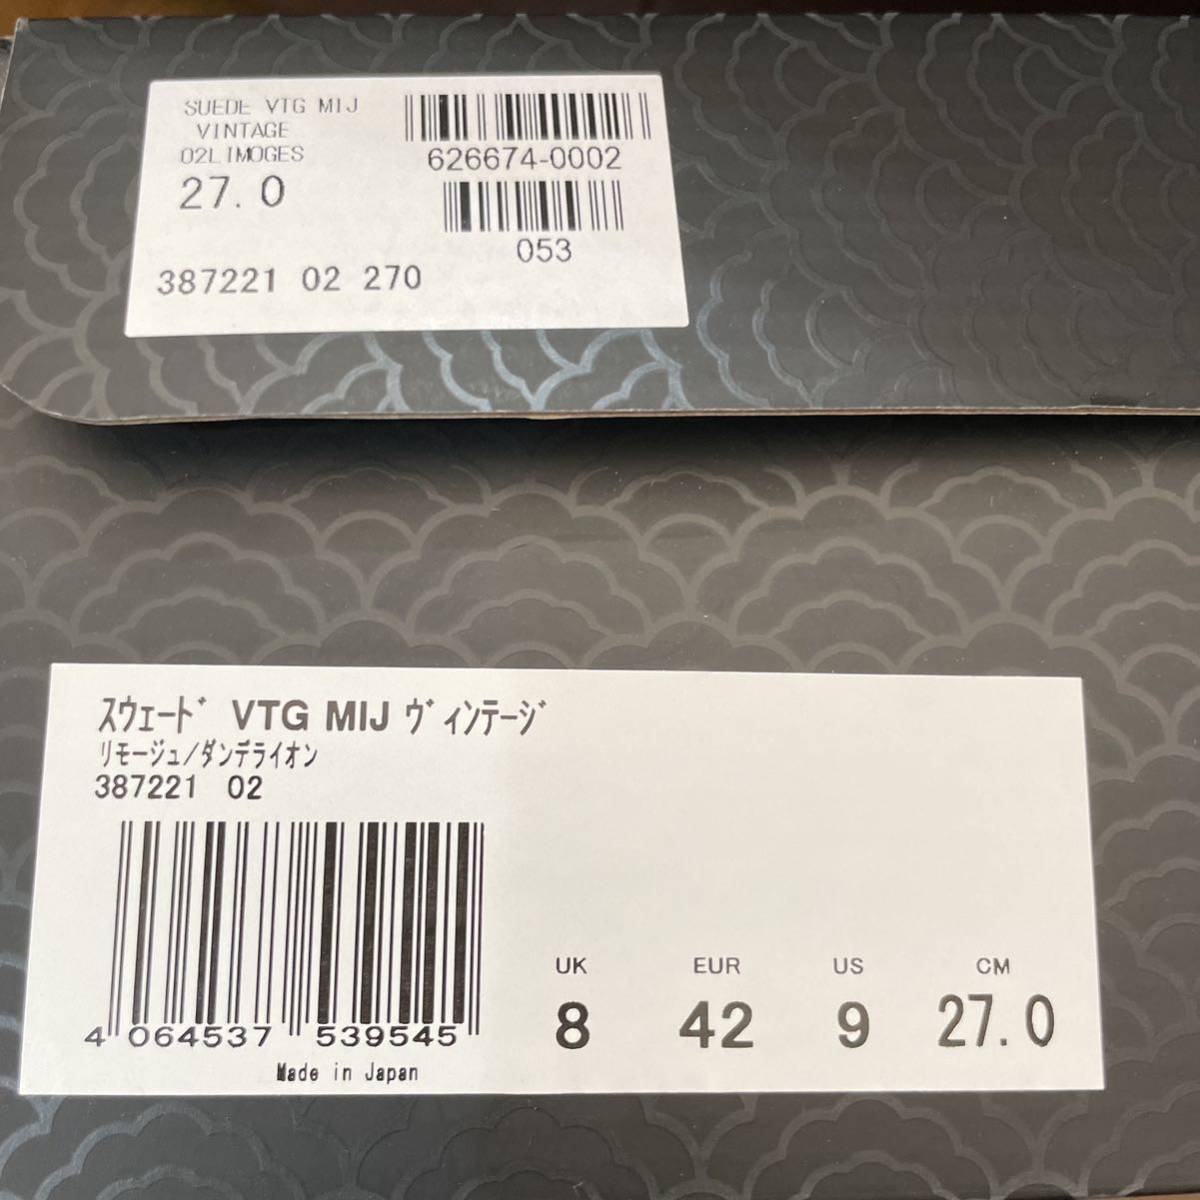 SUEDE VTG MIJ
VINTAGE
02LIMOGES
27.0
626674-0002
053
387221 02 270
スウェード VTG MIJ ヴィンテージ
リモージュ/ダンデライオン
387221 02
4 064537 539545
Made in Japan
UK EUR US CM
8 42 9 27.0